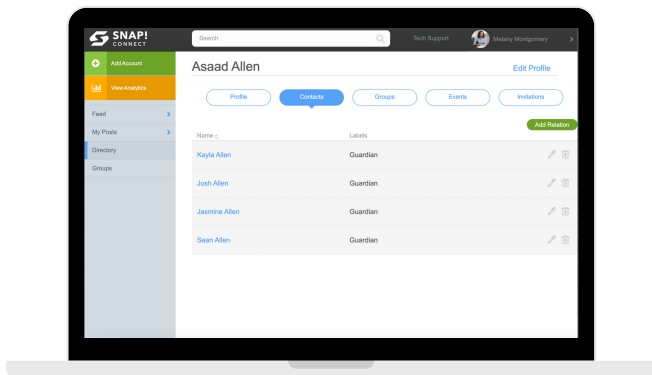 SNAP!
CONNECT
Search
Tech Support
Melany Montgomery
Add Account
View Analytics
Feed
My Posts
Directory
Groups
Asaad Allen
Edit Profile
Profile
Contacts
Groups
Events
Invitations
Add Relation
Name
Labels
Kayla Allen
Guardian
Josh Allen
Guardian
Jasmine Allen
Guardian
Sean Allen
Guardian